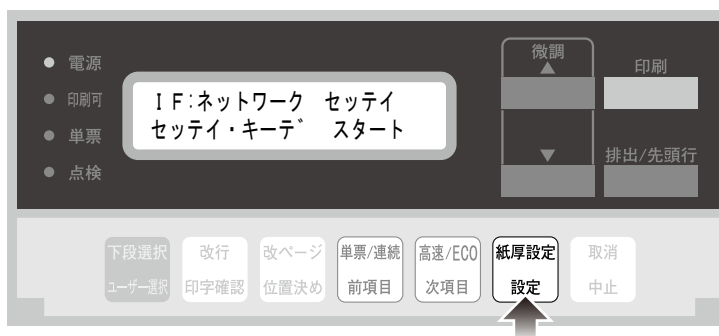 微調
電源
印刷
印刷可
IF:ネットワーク セッテイ
単票
セッテイ・キーデ゛ スタート
排出/先頭行
点検
下段選択 改行 改ページ 単票/連続 高速/ECO 紙厚設定 取消
ユーザー選択 印字確認 位置決め 前項目 次項目 設定 中止